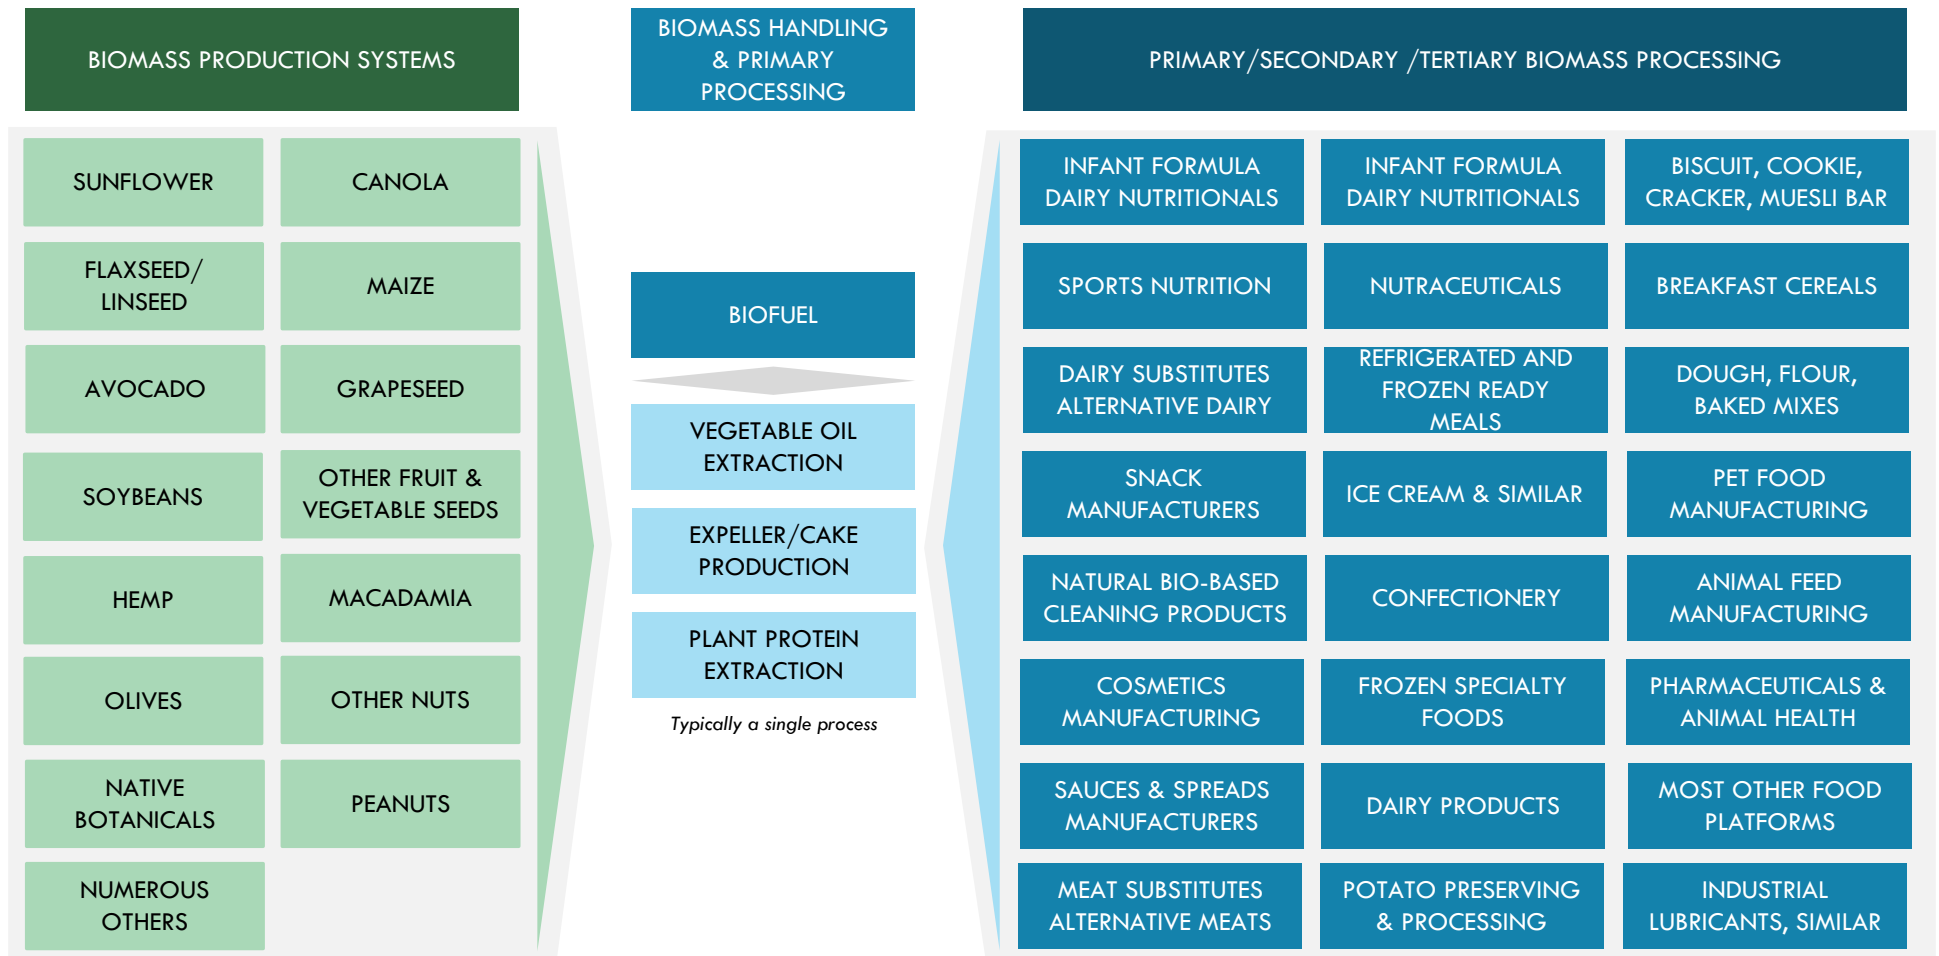 BIOMASS PRODUCTION SYSTEMS
BIOMASS HANDLING
& PRIMARY
PROCESSING
PRIMARY/SECONDARY /TERTIARY BIOMASS PROCESSING
SUNFLOWER
CANOLA
FLAXSEED/
LINSEED
MAIZE
AVOCADO
GRAPESEED
SOYBEANS
OTHER FRUIT &
VEGETABLE SEEDS
HEMP
MACADAMIA
OLIVES
OTHER NUTS
NATIVE
BOTANICALS
PEANUTS
NUMEROUS
OTHERS
BIOFUEL
VEGETABLE OIL
EXTRACTION
EXPELLER/CAKE
PRODUCTION
PLANT PROTEIN
EXTRACTION
Typically a single process
INFANT FORMULA
DAIRY NUTRITIONALS
INFANT FORMULA
DAIRY NUTRITIONALS
BISCUIT, COOKIE,
CRACKER, MUESLI BAR
SPORTS NUTRITION
NUTRACEUTICALS
BREAKFAST CEREALS
DAIRY SUBSTITUTES
ALTERNATIVE DAIRY
REFRIGERATED AND
FROZEN READY
MEALS
DOUGH, FLOUR,
BAKED MIXES
SNACK
MANUFACTURERS
ICE CREAM & SIMILAR
PET FOOD
MANUFACTURING
NATURAL BIO-BASED
CLEANING PRODUCTS
CONFECTIONERY
ANIMAL FEED
MANUFACTURING
COSMETICS
MANUFACTURING
FROZEN SPECIALTY
FOODS
PHARMACEUTICALS &
ANIMAL HEALTH
SAUCES & SPREADS
MANUFACTURERS
DAIRY PRODUCTS
MOST OTHER FOOD
PLATFORMS
MEAT SUBSTITUTES
ALTERNATIVE MEATS
POTATO PRESERVING
& PROCESSING
INDUSTRIAL
LUBRICANTS, SIMILAR